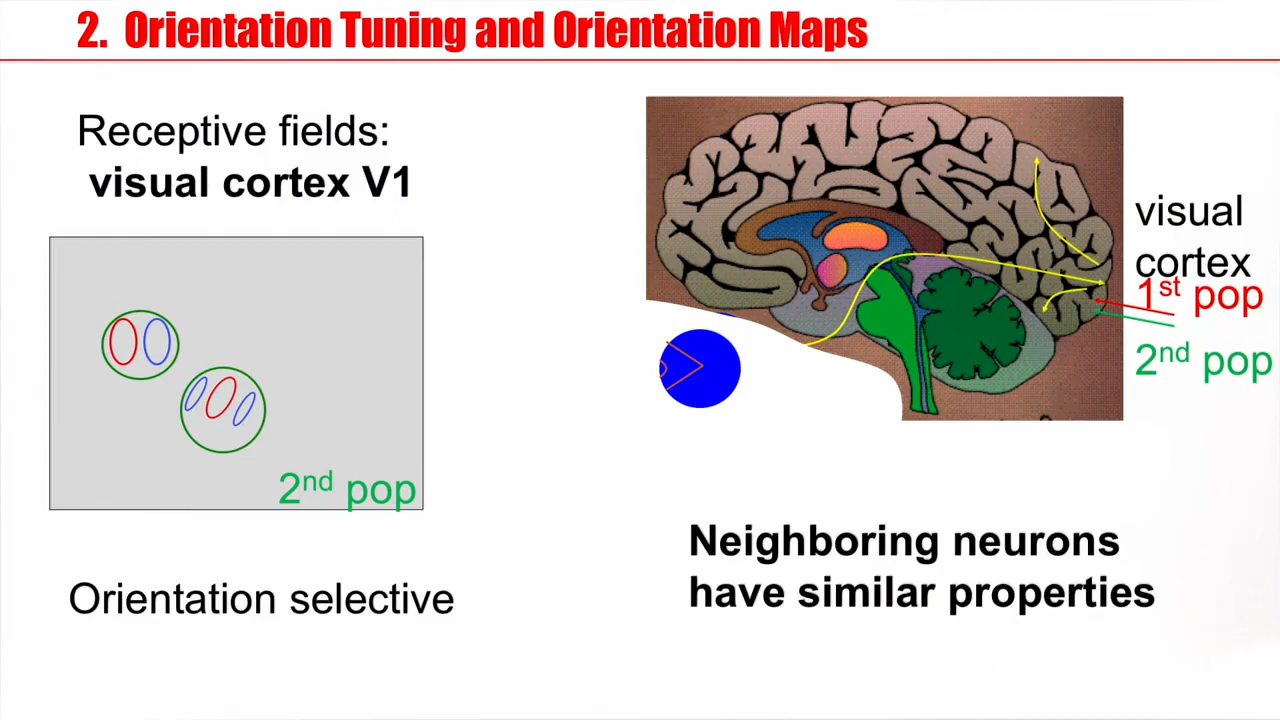 2. Orientation Tuning and Orientation Maps
Receptive fields:
visual cortex V1
2nd pop
Orientation selective
visual
cortex
1st pop
2nd pop
Neighboring neurons
have similar properties